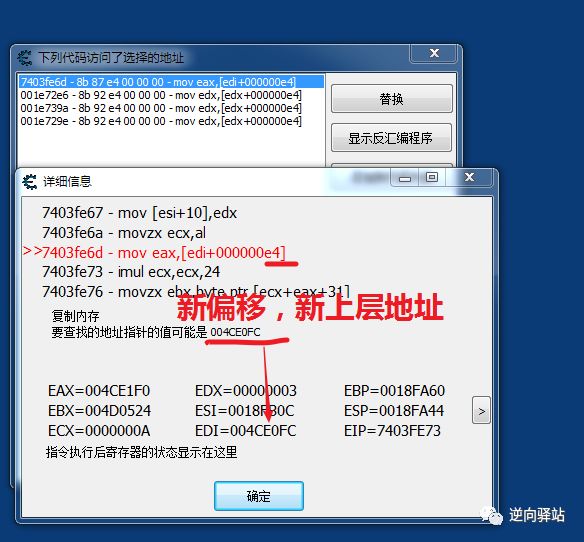 下列代码访问了选择的地址
7403fe6d - 8b 87 e4 00 00 00 - mov eax,[edi+000000e4]
001e72e6 - 8b 92 e4 00 00 00 - mov edx,[edx+000000e4]
001e739a - 8b 92 e4 00 00 00 - mov edx,[edx+000000e4]
001e729e - 8b 92 e4 00 00 00 - mov edx,[edx+000000e4]
替换
显示反汇编程序
详细信息
7403fe67 - mov [esi+10],edx
7403fe6a - movzx ecx,al
>>7403fe6d - mov eax,[edi+000000e4]
7403fe73 - imul ecx,ecx,24
7403fe76 - movzx ebx,byte ptr [ecx+eax+31]
新偏移，新上层地址
复制内存
要查找的地址指针的值可能是 004CE0FC
EAX=004CE1F0 EDX=00000003 EBP=0018FA60
EBX=004D0524 ESI=0018FB0C ESP=0018FA44
ECX=0000000A EDI=004CE0FC EIP=7403FE73
>
指令执行后寄存器的状态显示在这里
确定
逆向驿站